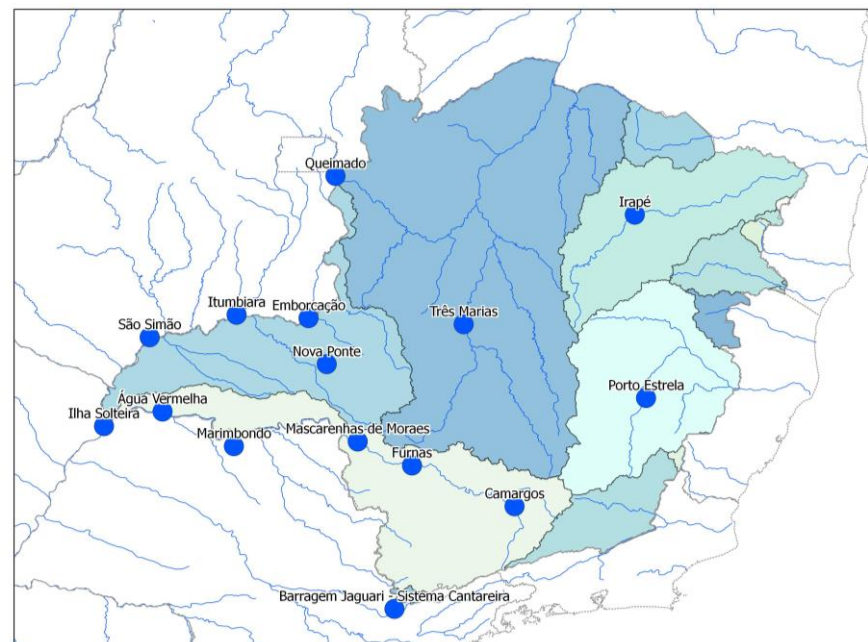 Queimado
Irapé
Itumbiara
Emborcação
Três Marias
São Simão
Nova Ponte
Água Vermelha
Porto Estrela
Ilha Solteira
Mascarenhas de Moraes
Marimbondo
Furnas
Camargos
Barragem Jaguari - Sistema Cantareira